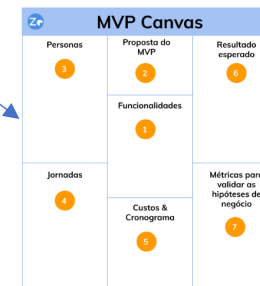 Ze MVP Canvas
Personas
3
Proposta do
MVP
2
Resultado
esperado
6
Funcionalidades
1
Jornadas
4
Custos &
Cronograma
5
Métricas para
validar as
hipóteses de
negócio
7